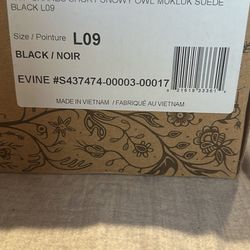 SHORT SNOWY OWL MUKLUK SUEDE
BLACK L09
Size / Pointure L09
BLACK / NOIR
EVINE #S437474-00003-00017
MADE IN VIETNAM / FABRIQUÉ AU VIETNAM